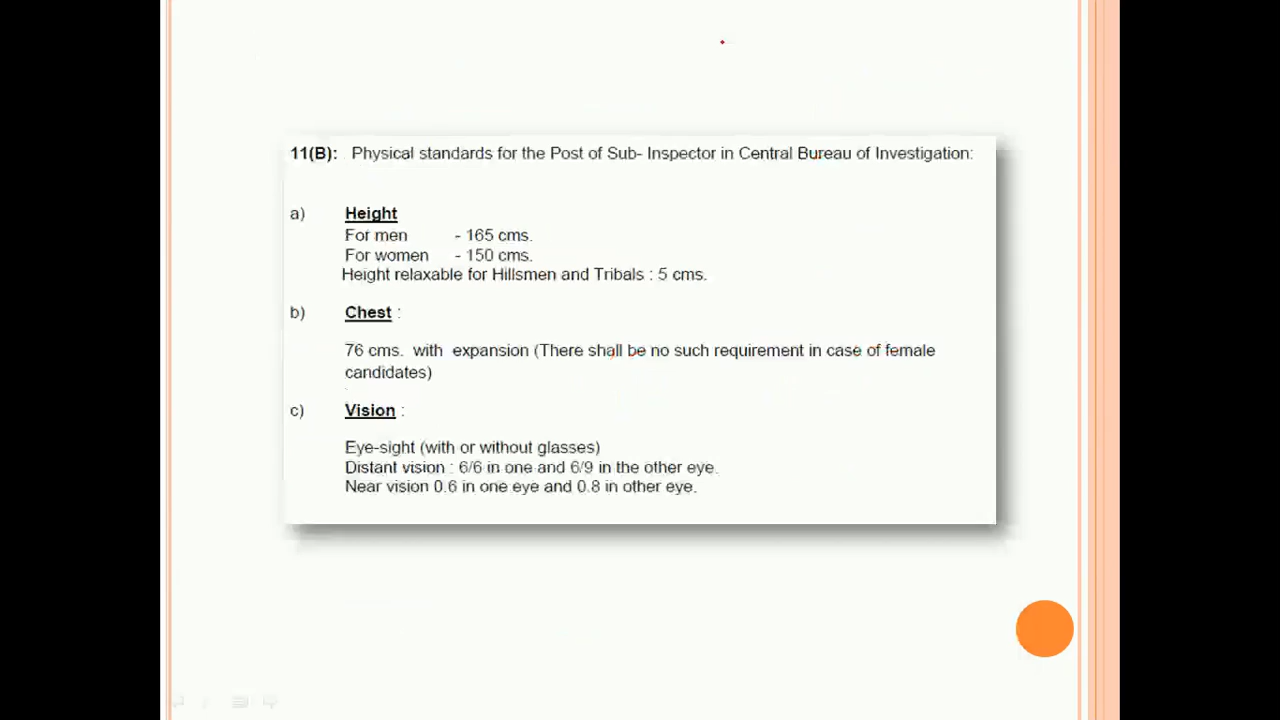 11(B): Physical standards for the Post of Sub- Inspector in Central Bureau of Investigation:
a) Height
For men - 165 cms.
For women - 150 cms.
Height relaxable for Hillsmen and Tribals : 5 cms.
b) Chest :
76 cms. with expansion (There shall be no such requirement in case of female
candidates)
c) Vision :
Eye-sight (with or without glasses)
Distant vision : 6/6 in one and 6/9 in the other eye.
Near vision 0.6 in one eye and 0.8 in other eye.